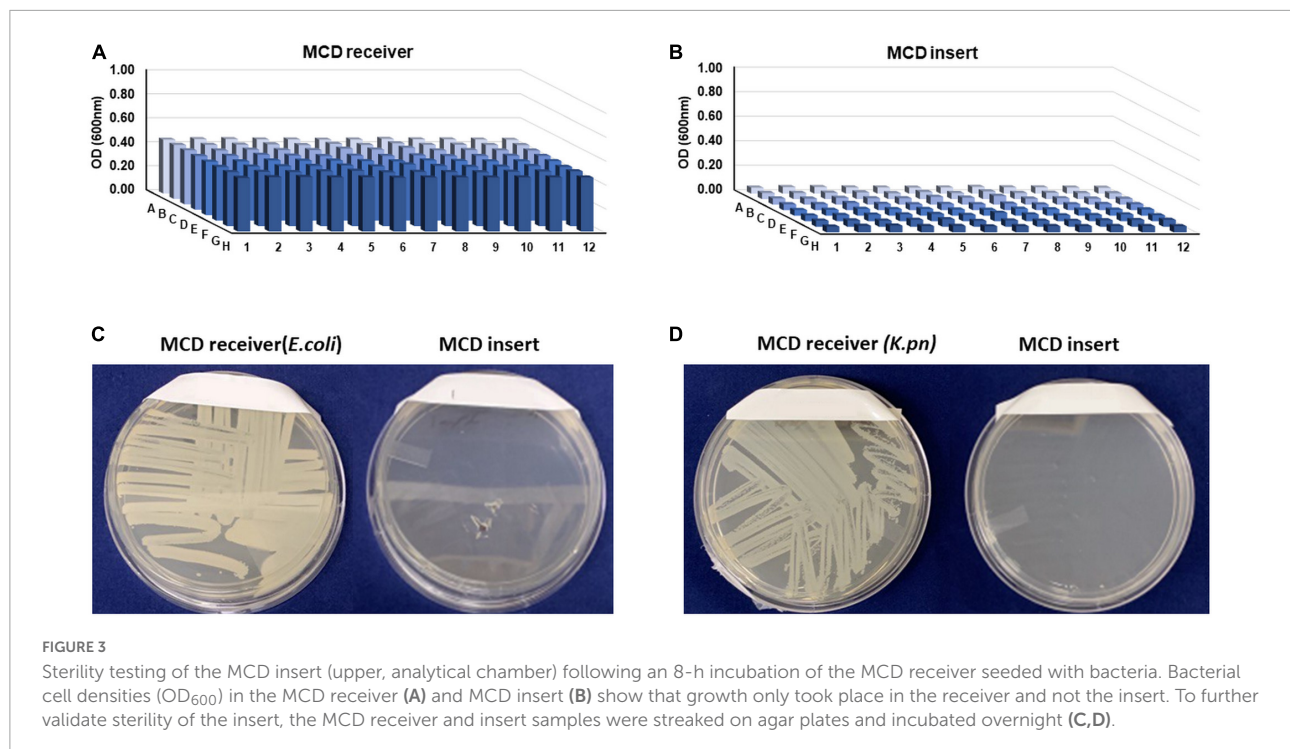 A
MCD receiver
OD (600nm)
1.00
0.80
0.60
0.40
0.20
0.00
A
B
C
D
E
F
G
H
1 2 3 4 5 6 7 8 9 10 11 12
B
MCD insert
OD (600nm)
1.00
0.80
0.60
0.40
0.20
0.00
A
B
C
D
E
F
G
H
1 2 3 4 5 6 7 8 9 10 11 12
C
MCD receiver(E.coli) MCD insert
D
MCD receiver (K.pn) MCD insert
FIGURE 3
Sterility testing of the MCD insert (upper, analytical chamber) following an 8-h incubation of the MCD receiver seeded with bacteria. Bacterial
cell densities (OD600) in the MCD receiver (A) and MCD insert (B) show that growth only took place in the receiver and not the insert. To further
validate sterility of the insert, the MCD receiver and insert samples were streaked on agar plates and incubated overnight (C,D).